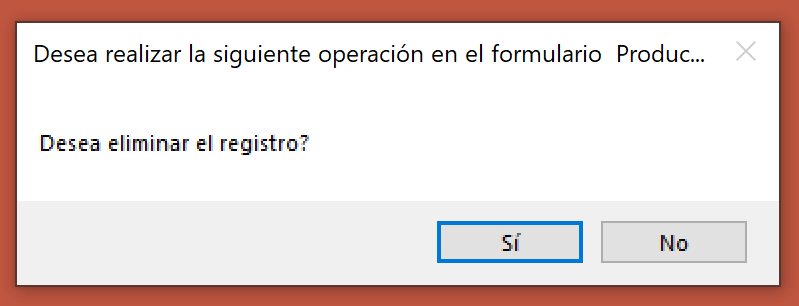 Desea realizar la siguiente operación en el formulario  Produc...
Desea eliminar el registro?
Sí
No